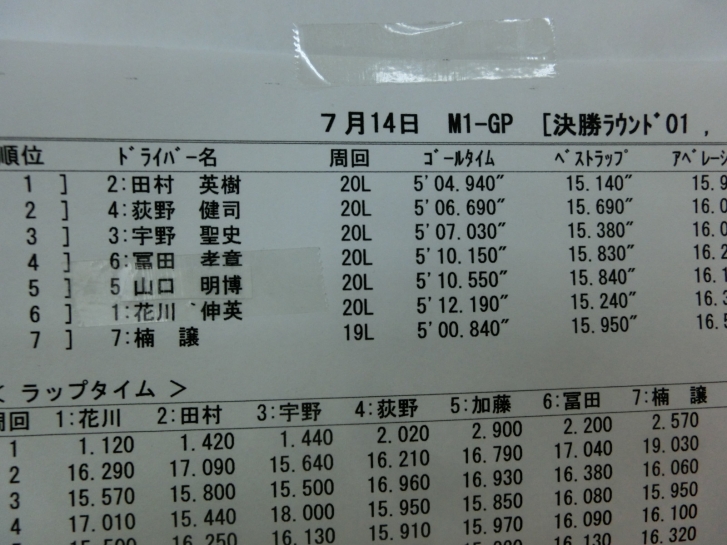 7月14日 M1-GP [決勝ラウンド01 ,
順位 ドライバー名 周回 ゴールタイム ベストラップ アベレーシ
1 ] 2:田村 英樹 20L 5'04.940" 15.140" 15.9
2 ] 4:荻野 健司 20L 5'06.690" 15.690" 16.0
3 ] 3:宇野 聖史 20L 5'07.030" 15.380" 16.0
4 ] 6:冨田 孝章 20L 5'10.150" 15.830" 16.2
5 ] 5 山口 明博 20L 5'10.550" 15.840" 16.1
6 ] 1:花川 伸英 20L 5'12.190" 15.240" 16.3
7 ] 7:楠 譲 19L 5'00.840" 15.950" 16.5
< ラップタイム >
周回 1:花川 2:田村 3:宇野 4:荻野 5:加藤 6:冨田 7:楠 譲
1 1.120 1.420 1.440 2.020 2.900 2.200 2.570
2 16.290 17.090 15.640 16.210 16.790 17.040 19.030
3 15.570 15.800 15.500 16.960 16.930 16.380 16.060
4 17.010 15.440 18.000 15.950 15.850 16.080 15.950
16.250 16.130 15.910 15.970 16.090 16.100
16.130 16.320